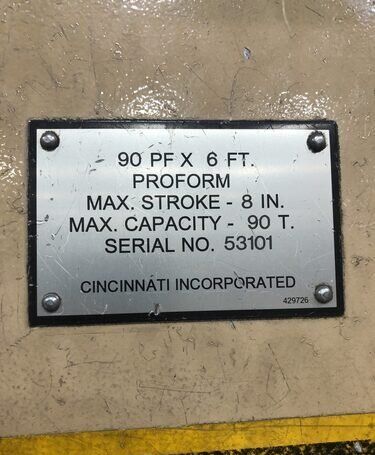 90 PF X 6 FT.
PROFORM
MAX. STROKE - 8 IN.
MAX. CAPACITY - 90 T.
SERIAL NO. 53101
CINCINNATI INCORPORATED
429726